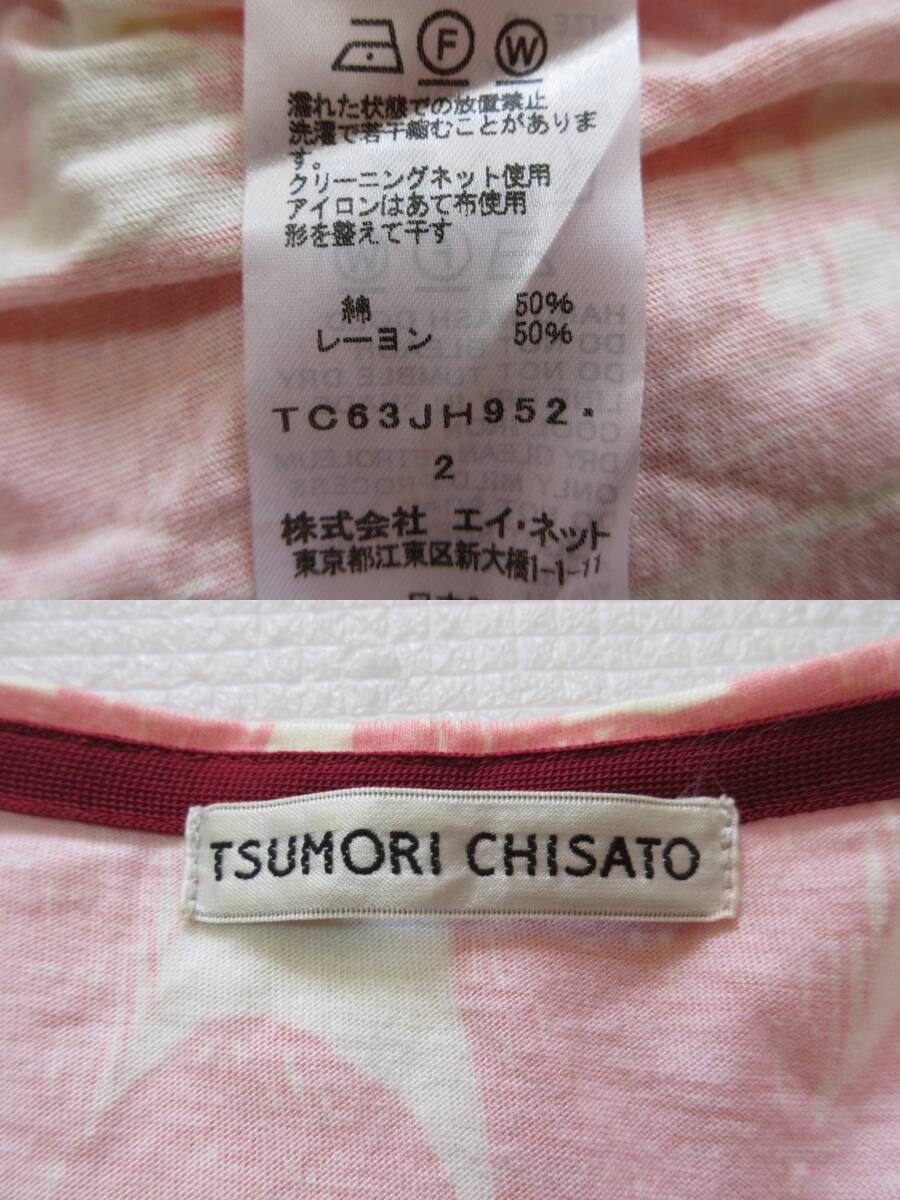 F W
濡れた状態での放置禁止
洗濯で若干縮むことがありま
す。
クリーニングネット使用
アイロンはあて布使用
形を整えて干す
綿 50%
レーヨン 50%
TC63JH952.
2
株式会社 エイ・ネット
東京都江東区新大橋1-1-11
TSUMORI CHISATO